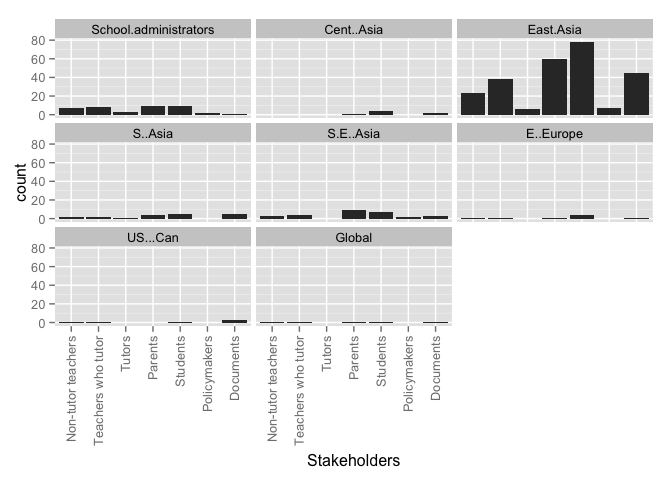 School.administrators
Cent..Asia
East.Asia
80
60
40
20
0
S..Asia
S.E..Asia
E..Europe
80
60
40
20
0
count
US...Can
Global
80
60
40
20
0
Non-tutor teachers
Teachers who tutor
Tutors
Parents
Students
Policymakers
Documents
Non-tutor teachers
Teachers who tutor
Tutors
Parents
Students
Policymakers
Documents
Stakeholders